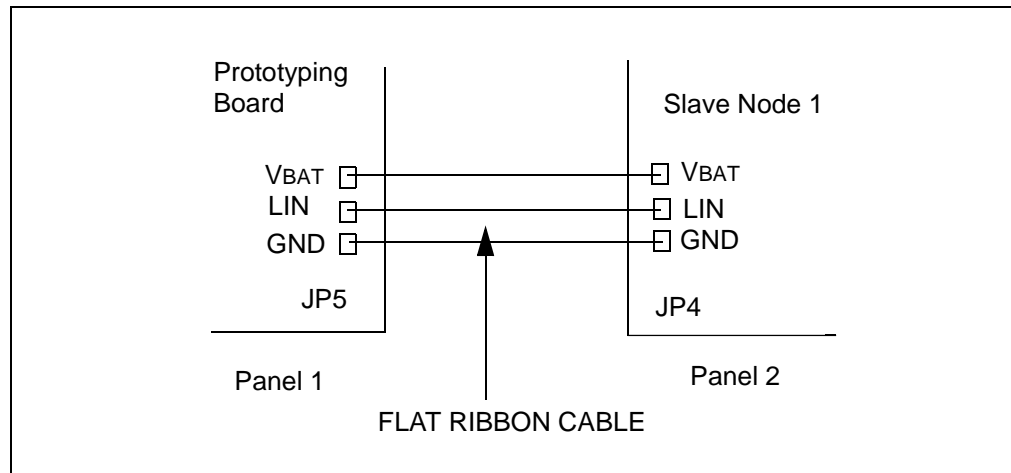 Prototyping
Board
Slave Node 1
VBAT
LIN
GND
JP5
VBAT
LIN
GND
JP4
Panel 1
Panel 2
FLAT RIBBON CABLE